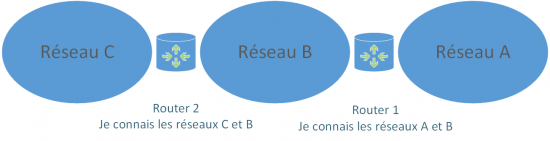 Réseau C
Réseau B
Réseau A
Router 2
Je connais les réseaux C et B
Router 1
Je connais les réseaux A et B